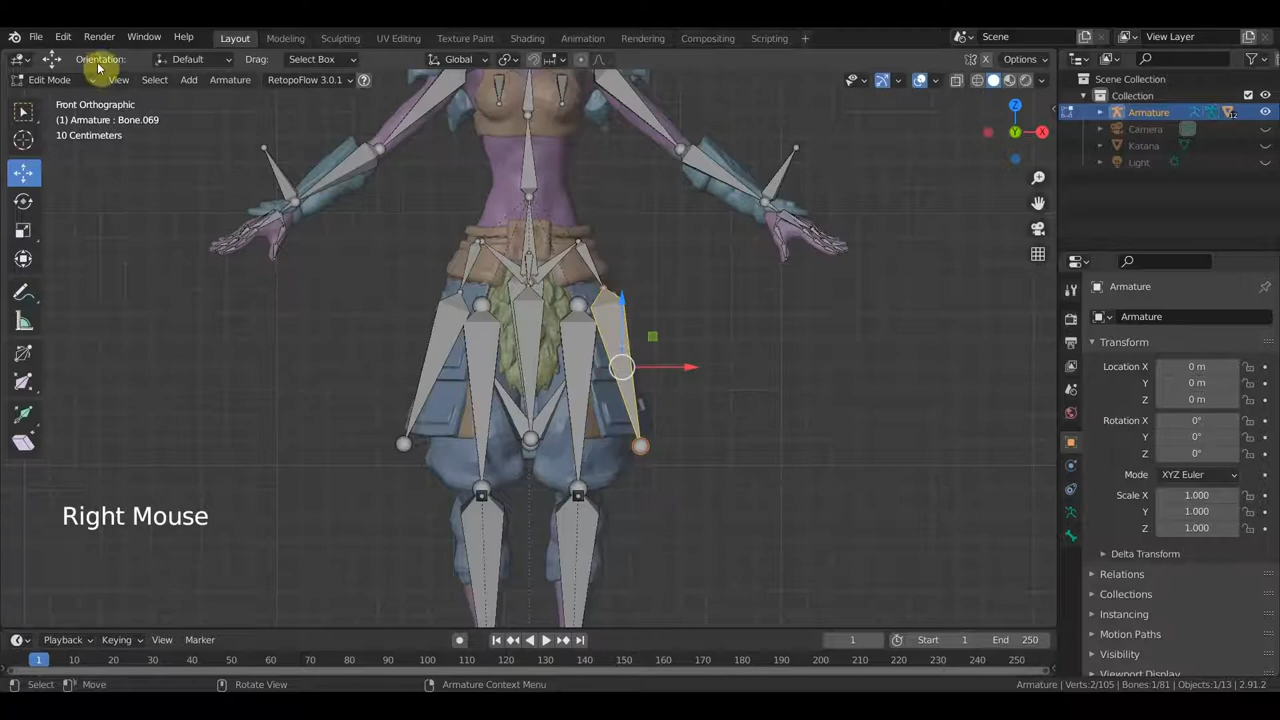 File Edit Render Window Help Layout Modeling Sculpting UV Editing Texture Paint Shading Animation Rendering Compositing Scripting + Scene View Layer
Orientation: Default Drag: Select Box Global Options
Edit Mode View Select Add Armature RetopoFlow 3.0.1
Front Orthographic
(1) Armature : Bone.069
10 Centimeters
Z
Y
X
Right Mouse
Scene Collection
Collection
Armature
12
Camera
Katana
Light
Armature
Armature
Transform
Location X 0 m
Y 0 m
Z 0 m
Rotation X 0°
Y 0°
Z 0°
Mode XYZ Euler
Scale X 1.000
Y 1.000
Z 1.000
Delta Transform
Relations
Collections
Instancing
Motion Paths
Visibility
Viewport Display
Playback Keying View Marker 1 Start 1 End 250
1 10 20 30 40 50 60 70 80 90 100 110 120 130 140 150 160 170 180 190 200 210 220 230 240 250
Select Move Rotate View Armature Context Menu Armature | Verts:2/105 | Bones:1/81 | Objects:1/13 | 2.91.2